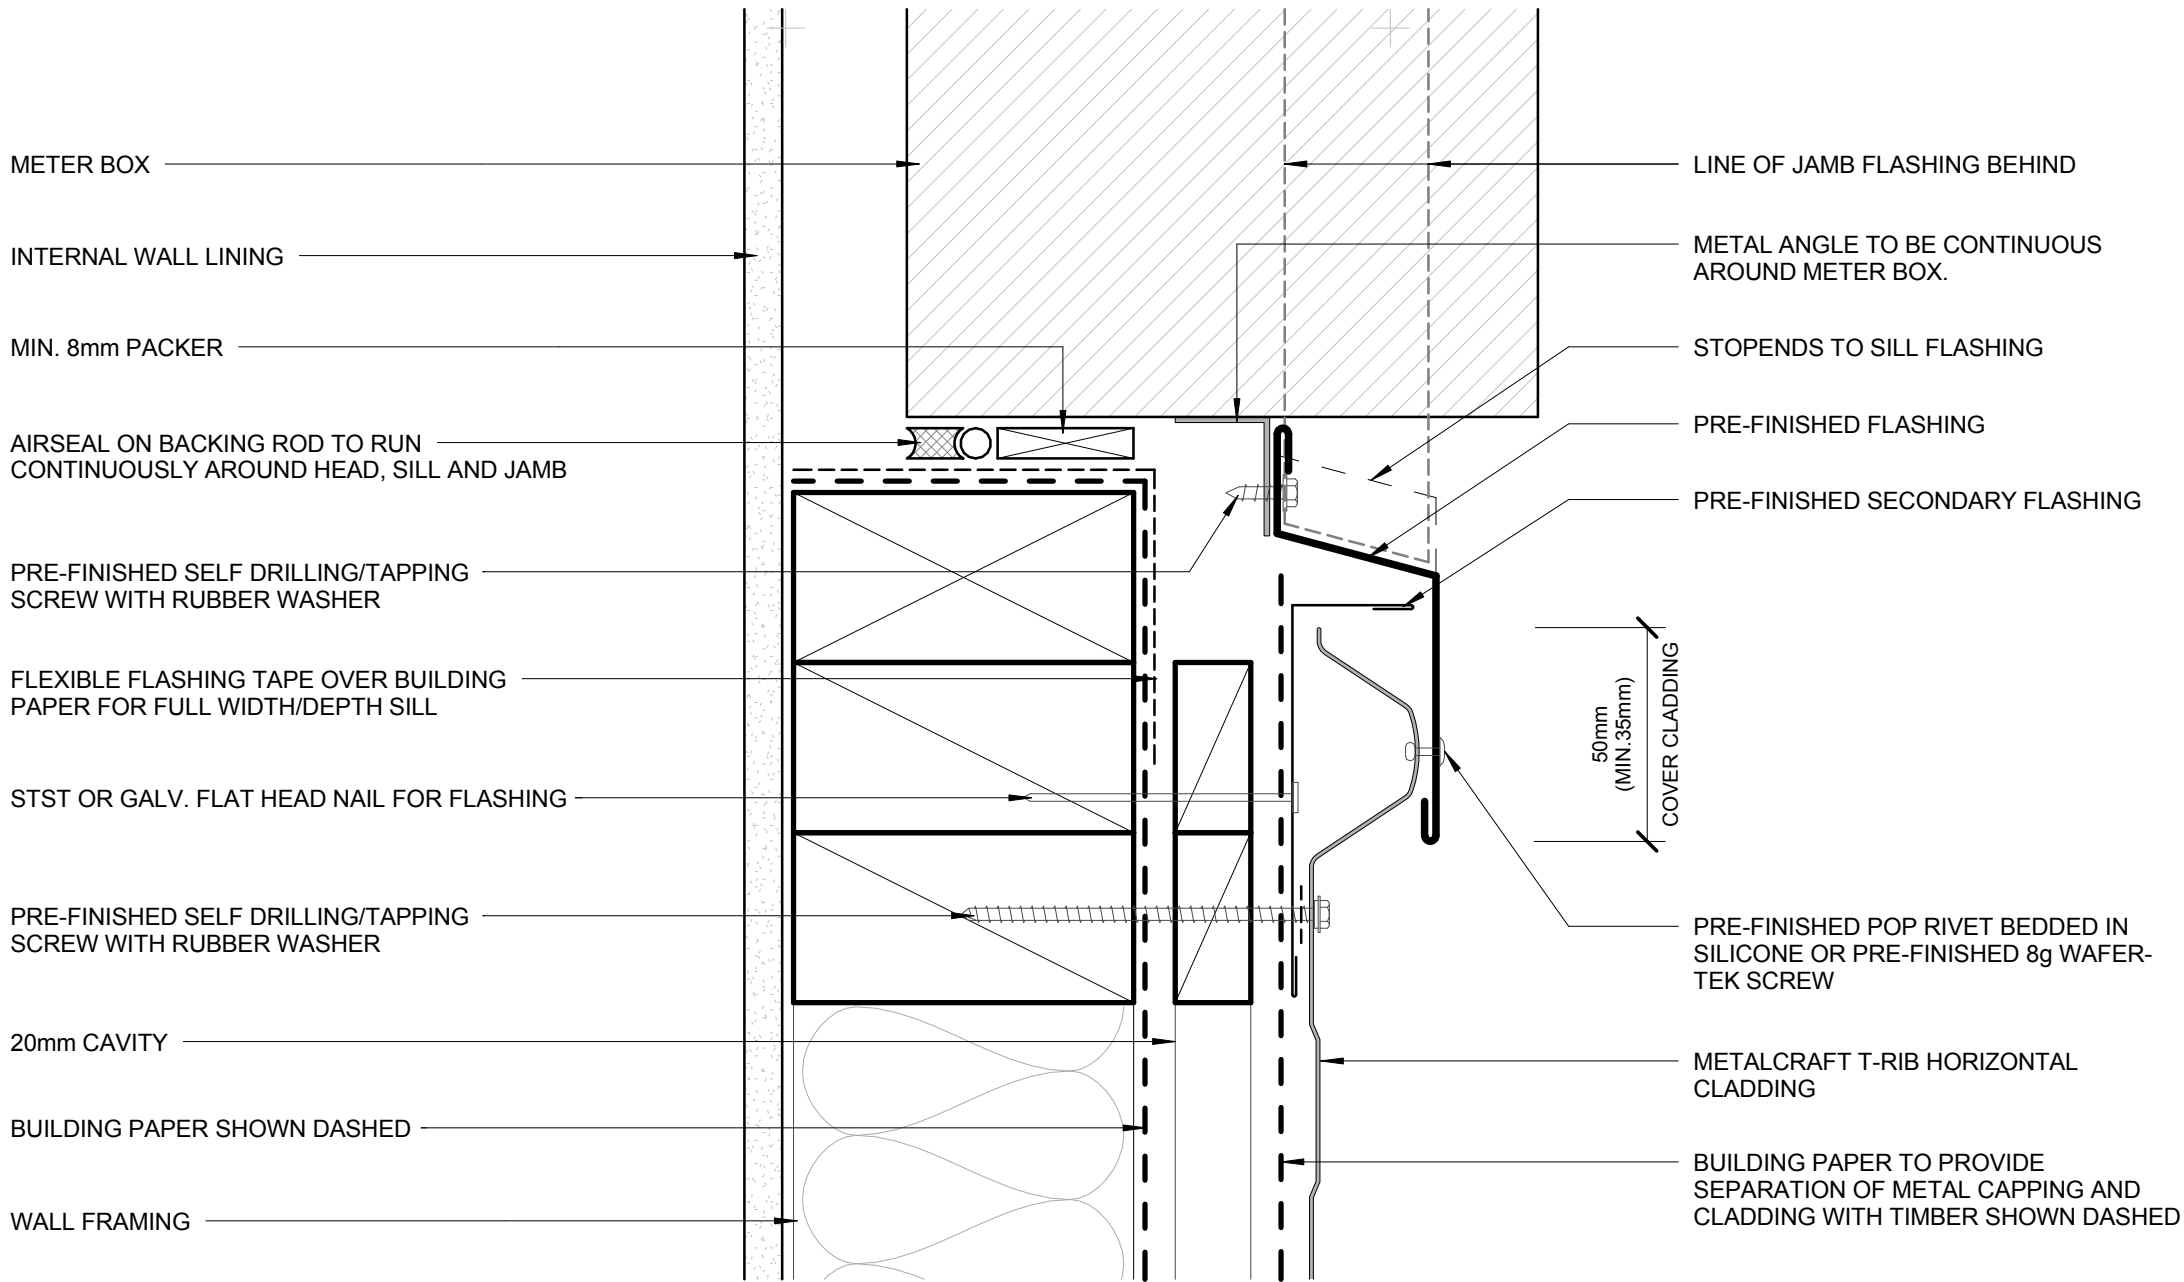 METER BOX
INTERNAL WALL LINING
MIN. 8mm PACKER
AIRSEAL ON BACKING ROD TO RUN
CONTINUOUSLY AROUND HEAD, SILL AND JAMB
PRE-FINISHED SELF DRILLING/TAPPING
SCREW WITH RUBBER WASHER
FLEXIBLE FLASHING TAPE OVER BUILDING
PAPER FOR FULL WIDTH/DEPTH SILL
STST OR GALV. FLAT HEAD NAIL FOR FLASHING
PRE-FINISHED SELF DRILLING/TAPPING
SCREW WITH RUBBER WASHER
20mm CAVITY
BUILDING PAPER SHOWN DASHED
WALL FRAMING
LINE OF JAMB FLASHING BEHIND
METAL ANGLE TO BE CONTINUOUS
AROUND METER BOX.
STOPENDS TO SILL FLASHING
PRE-FINISHED FLASHING
PRE-FINISHED SECONDARY FLASHING
50mm
(MIN.35mm)
COVER CLADDING
PRE-FINISHED POP RIVET BEDDED IN
SILICONE OR PRE-FINISHED 8g WAFER-
TEK SCREW
METALCRAFT T-RIB HORIZONTAL
CLADDING
BUILDING PAPER TO PROVIDE
SEPARATION OF METAL CAPPING AND
CLADDING WITH TIMBER SHOWN DASHED